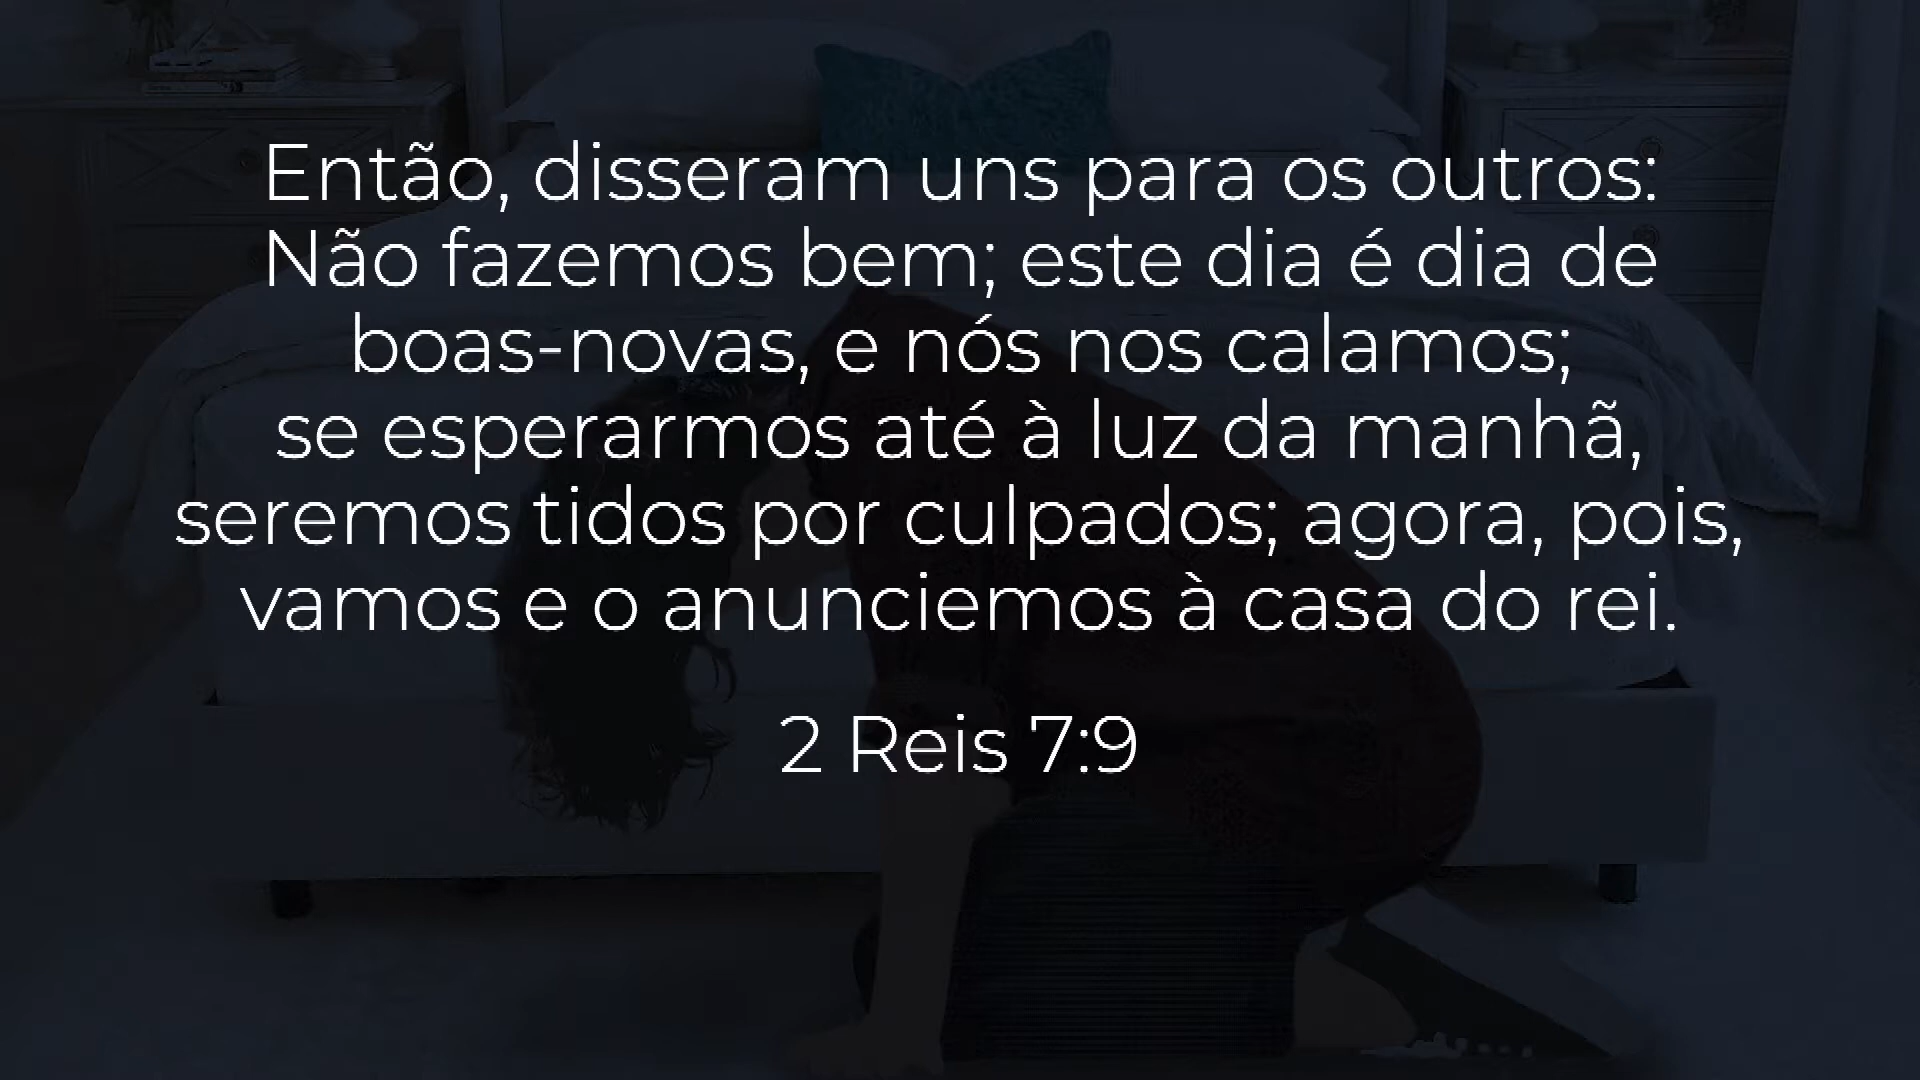 Então, disseram uns para os outros:
Não fazemos bem; este dia é dia de
boas-novas, e nós nos calamos;
se esperarmos até à luz da manhã,
seremos tidos por culpados; agora, pois,
vamos e o anunciemos à casa do rei.
2 Reis 7:9